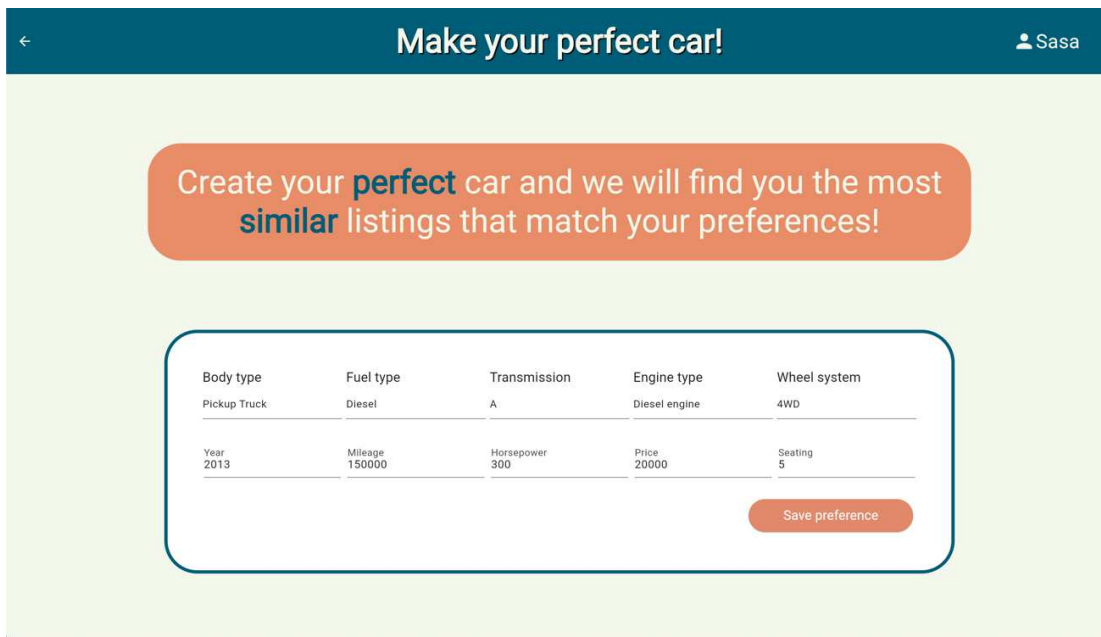 Make your perfect car!
Sasa
Create your perfect car and we will find you the most
similar listings that match your preferences!
Body type Fuel type Transmission Engine type Wheel system
Pickup Truck Diesel A Diesel engine 4WD
Year Mileage Horsepower Price Seating
2013 150000 300 20000 5
Save preference